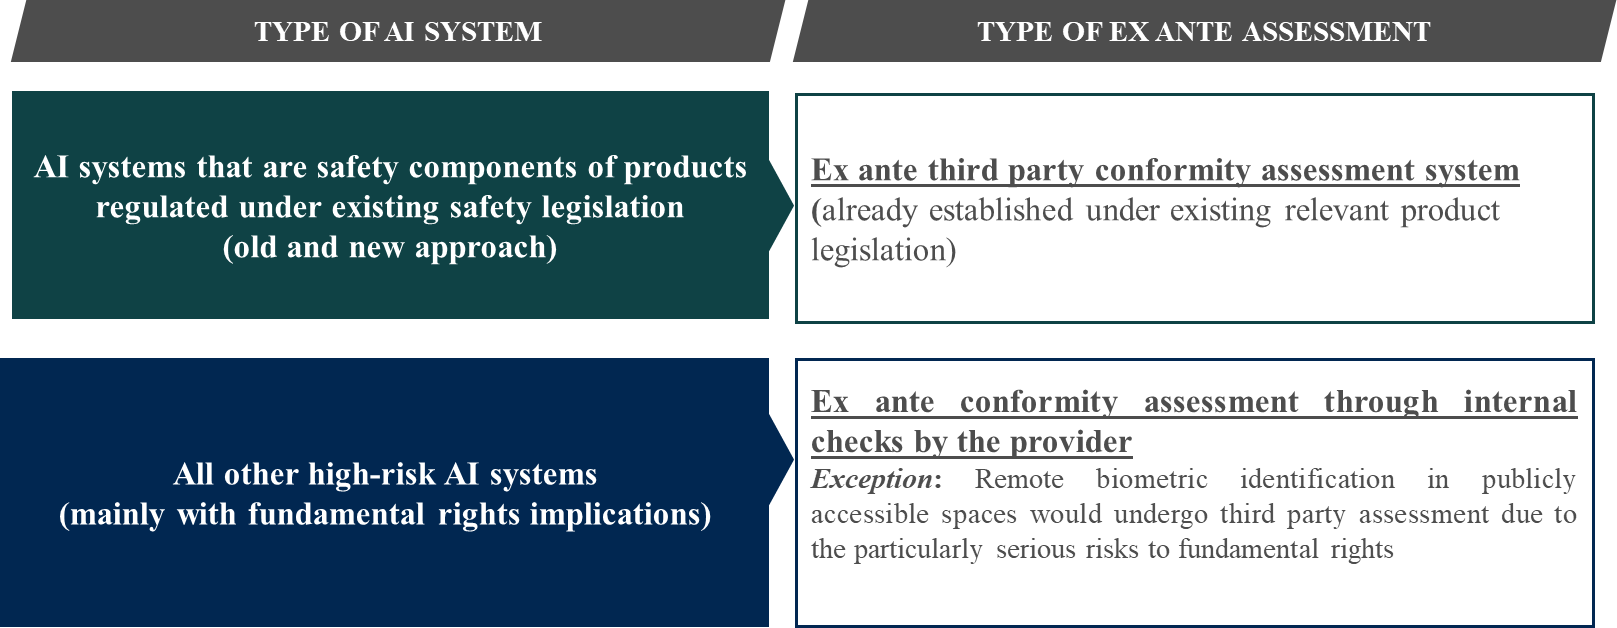 TYPE OF AI SYSTEM
TYPE OF EX ANTE ASSESSMENT
AI systems that are safety components of products
regulated under existing safety legislation
(old and new approach)
Ex ante third party conformity assessment system
(already established under existing relevant product
legislation)
All other high-risk AI systems
(mainly with fundamental rights implications)
Ex ante conformity assessment through internal
checks by the provider
Exception: Remote biometric identification in publicly
accessible spaces would undergo third party assessment due to
the particularly serious risks to fundamental rights